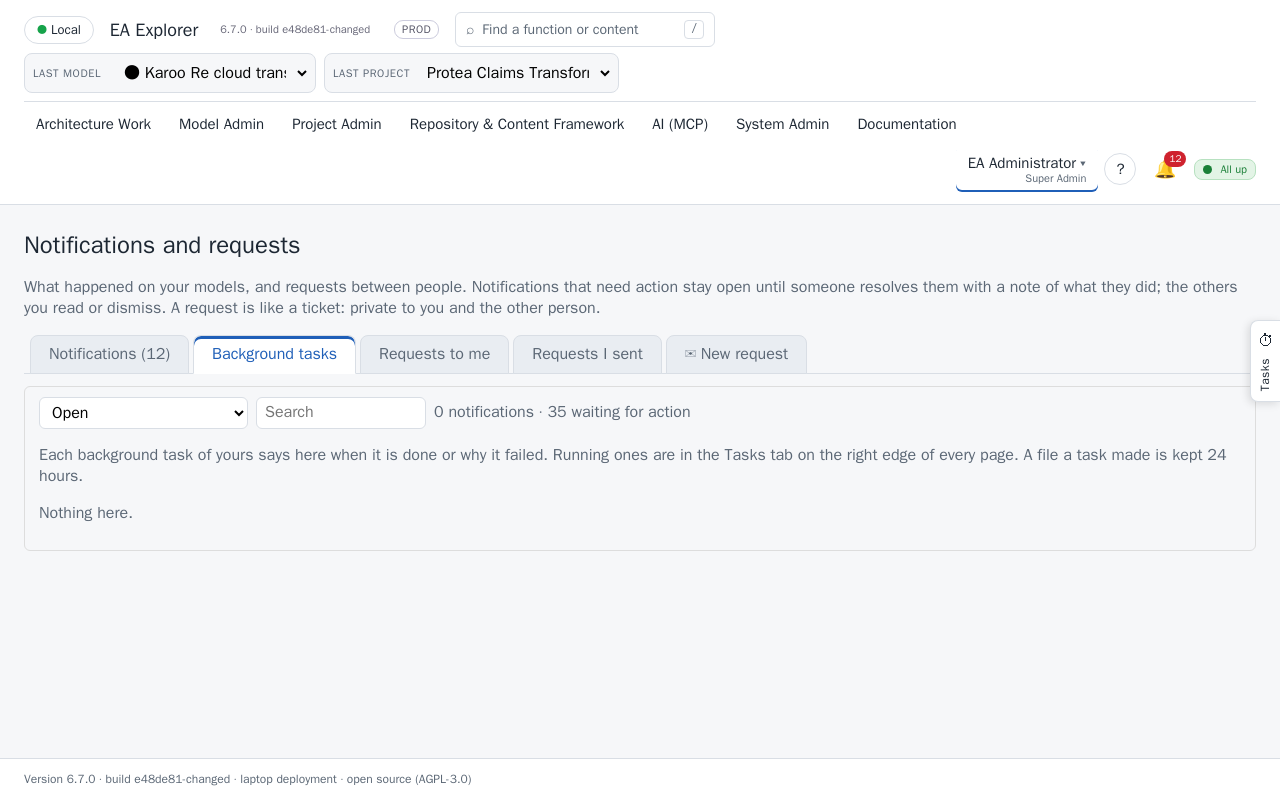 Local
EA Explorer
6.7.0 · build e48de81-changed
PROD
Find a function or content
/
LAST MODEL
Karoo Re cloud trans
LAST PROJECT
Protea Claims Transfor
Architecture Work
Model Admin
Project Admin
Repository & Content Framework
AI (MCP)
System Admin
Documentation
EA Administrator ▾
Super Admin
?
12
All up
Notifications and requests
What happened on your models, and requests between people. Notifications that need action stay open until someone resolves them with a note of what they did; the others
you read or dismiss. A request is like a ticket: private to you and the other person.
Notifications (12)
Background tasks
Requests to me
Requests I sent
✉ New request
Tasks
Open
Search
0 notifications · 35 waiting for action
Each background task of yours says here when it is done or why it failed. Running ones are in the Tasks tab on the right edge of every page. A file a task made is kept 24
hours.
Nothing here.
Version 6.7.0 · build e48de81-changed · laptop deployment · open source (AGPL-3.0)